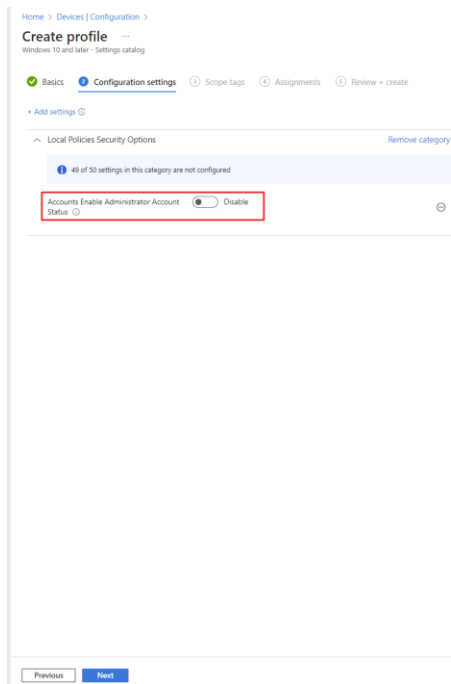 Home > Devices | Configuration >
Create profile ...
Windows 10 and later - Settings catalog
Basics 2 Configuration settings 3 Scope tags 4 Assignments 5 Review + create
+ Add settings
Local Policies Security Options Remove category
49 of 50 settings in this category are not configured
Accounts Enable Administrator Account Disable
Status
Previous Next